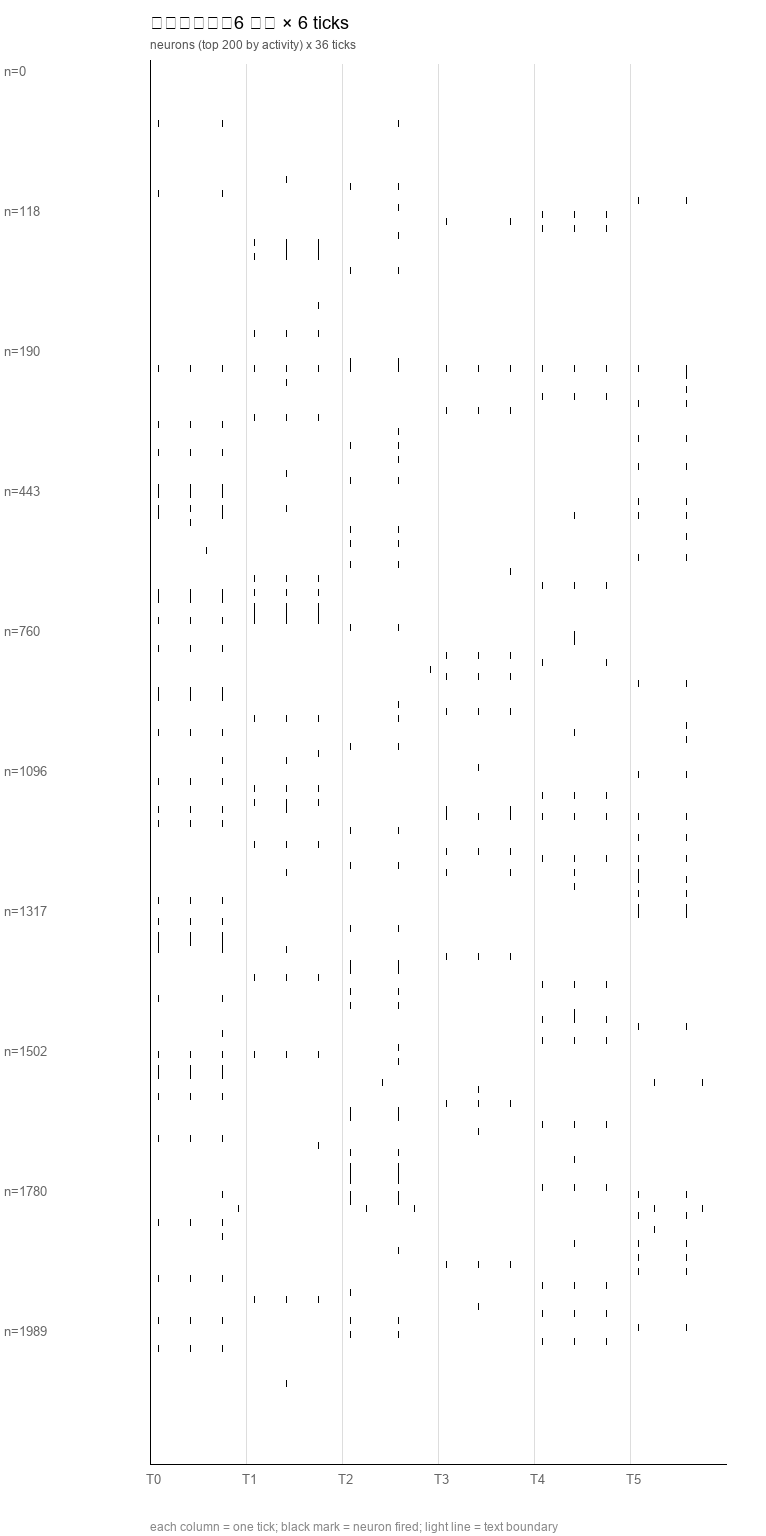 6 × 6 ticks
neurons (top 200 by activity) x 36 ticks
n=0
n=118
n=190
n=443
n=760
n=1096
n=1317
n=1502
n=1780
n=1989
T0 T1 T2 T3 T4 T5
each column = one tick; black mark = neuron fired; light line = text boundary